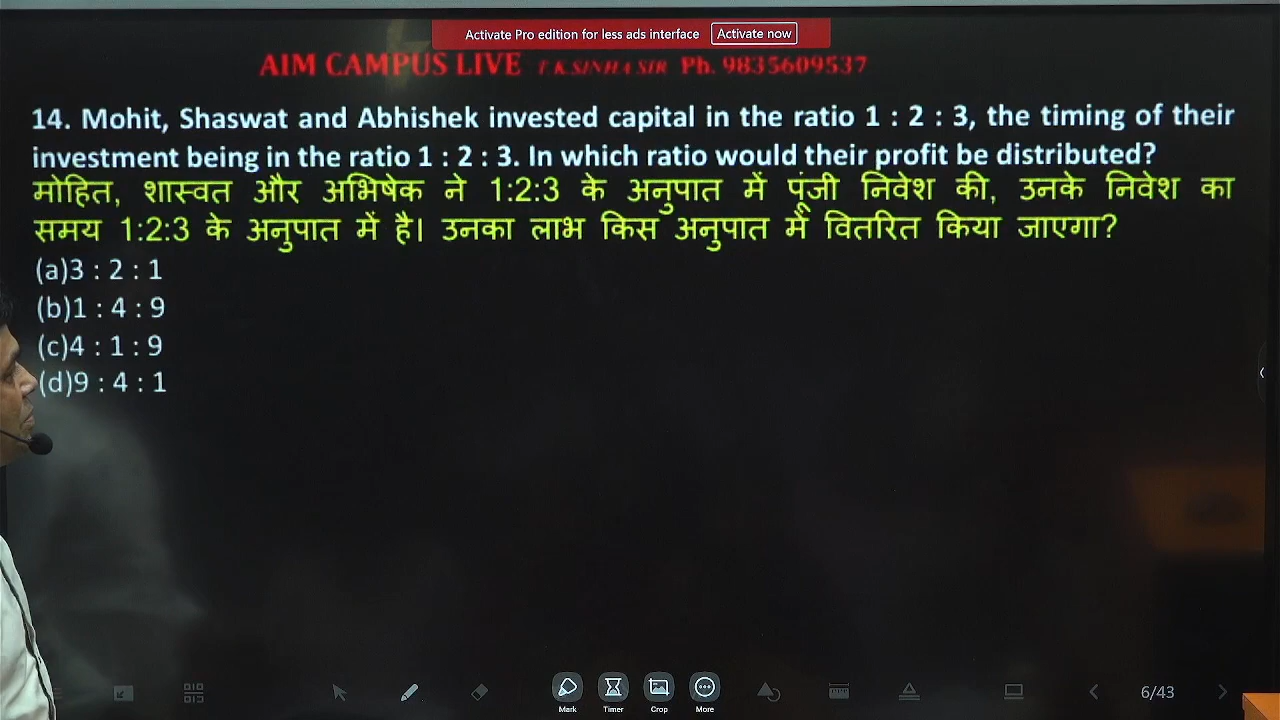 Activate Pro edition for less ads interface Activate now
AIM CAMPUS LIVE T.K.SINHA SIR Ph. 9835609537
14. Mohit, Shaswat and Abhishek invested capital in the ratio 1 : 2 : 3, the timing of their
investment being in the ratio 1 : 2 : 3. In which ratio would their profit be distributed?
मोहित, शास्वत और अभिषेक ने 1:2:3 के अनुपात में पूंजी निवेश की, उनके निवेश का
समय 1:2:3 के अनुपात में है। उनका लाभ किस अनुपात में वितरित किया जाएगा?
(a)3 : 2 : 1
(b)1 : 4 : 9
(c)4 : 1 : 9
(d)9 : 4 : 1
Mark Timer Crop More
6/43